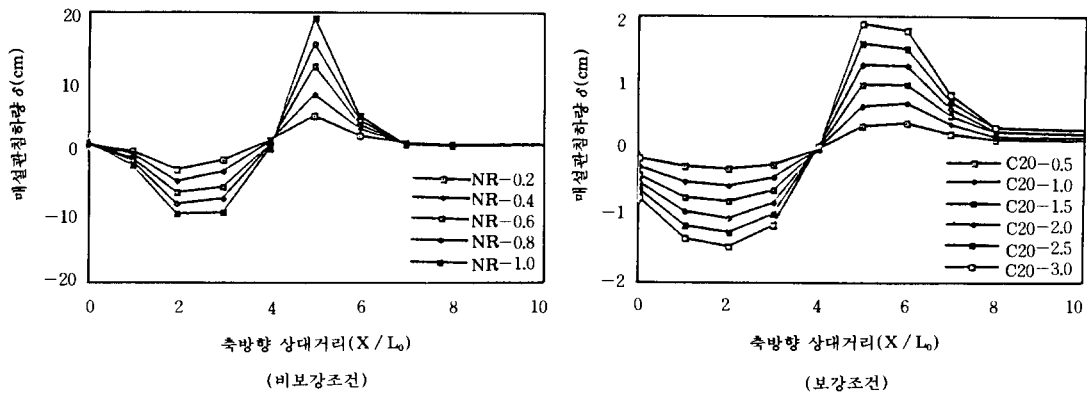 20
10
0
−10
−20
매설관침하량 δ(cm)
NR−0.2
NR−0.4
NR−0.6
NR−0.8
NR−1.0
0 2 4 6 8 10
축방향 상대거리(X / L₀)
(비보강조건)
2
1
0
−1
−2
매설관침하량 δ(cm)
C20−0.5
C20−1.0
C20−1.5
C20−2.0
C20−2.5
C20−3.0
0 2 4 6 8 10
축방향 상대거리(X / L₀)
(보강조건)